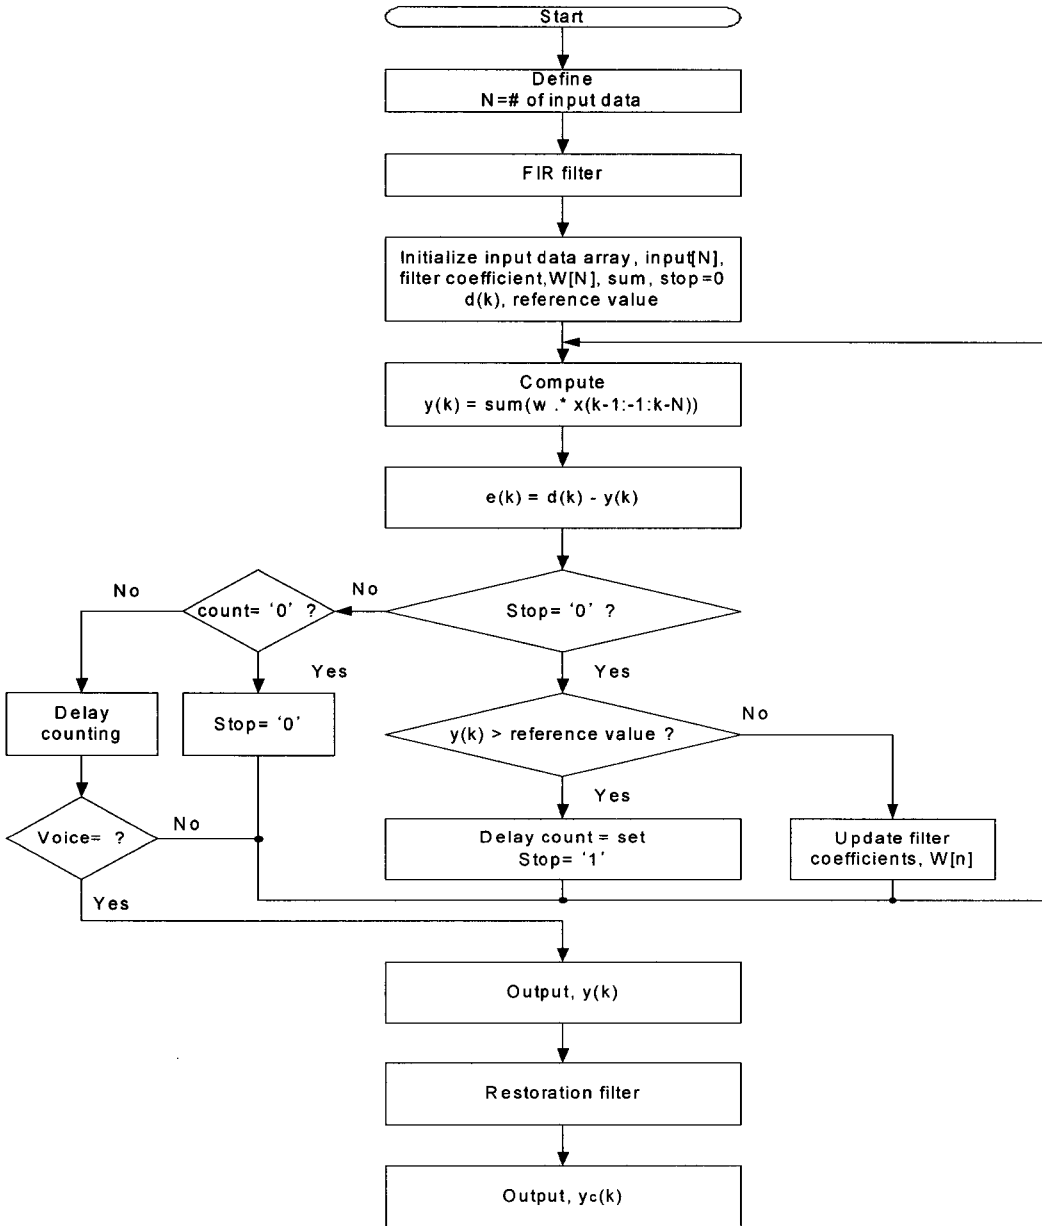 Start
Define
N=# of input data
FIR filter
Initialize input data array, input[N],
filter coefficient,W[N], sum, stop=0
d(k), reference value
Compute
y(k) = sum(w .* x(k-1:-1:k-N))
e(k) = d(k) - y(k)
No
No
count= '0' ?
Stop= '0' ?
Yes
Yes
Delay
counting
Stop= '0'
y(k) > reference value ?
No
Yes
Voice= ?
No
Delay count = set
Stop= '1'
Update filter
coefficients, W[n]
Yes
Output, y(k)
Restoration filter
Output, yc(k)